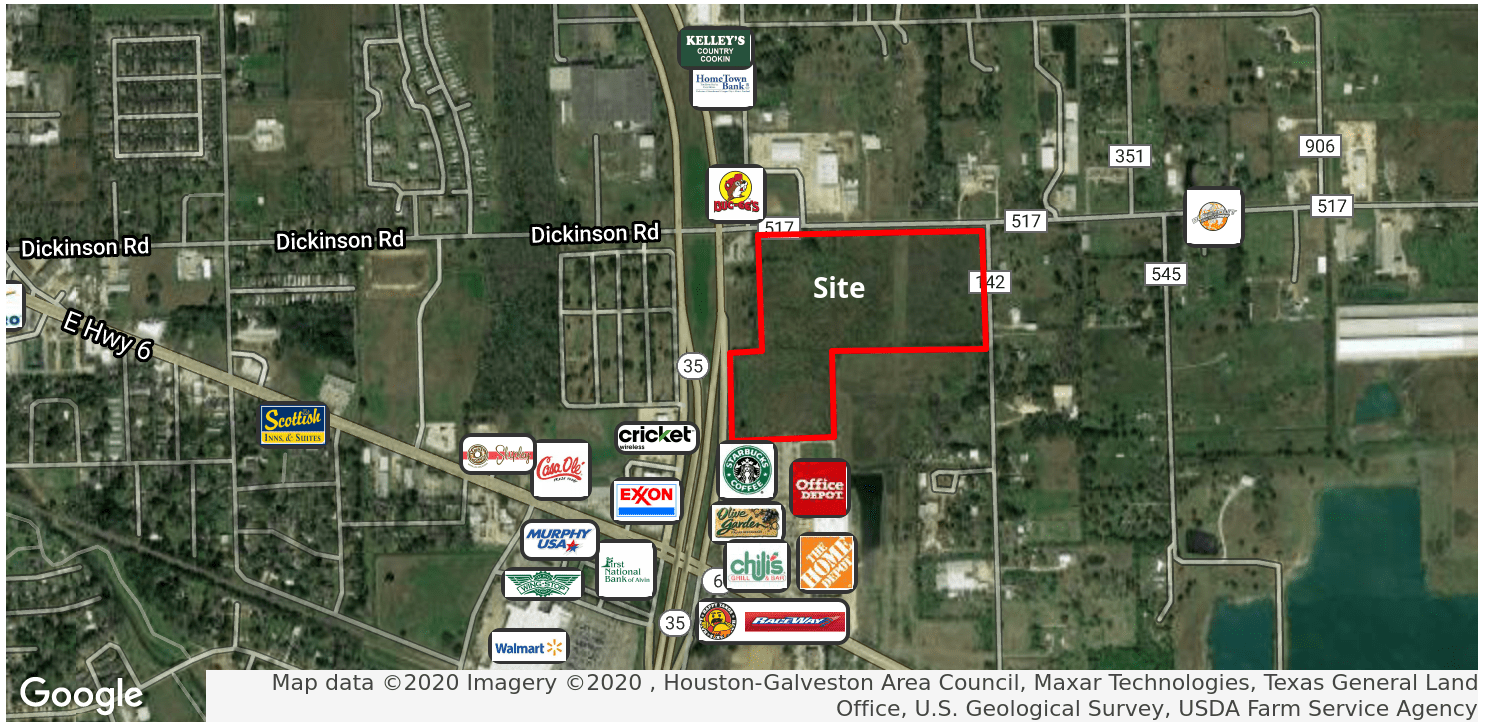 KELLEY'S
COUNTRY
COOKIN
HomeTown
Bank
351
906
BUC-EE'S
517
517
517
Dickinson Rd
Dickinson Rd
Dickinson Rd
Site
142
545
E Hwy 6
35
Scottish
INNS & SUITES
cricket
wireless
Shipley
Casa Olé
STARBUCKS
COFFEE
Office
DEPOT
EXXON
Olive
Garden
MURPHY
USA
First
National
Bank of Alvin
chili's
GRILL & BAR
THE
HOME
DEPOT
6
WING-STOP
35
RACEWAY
Walmart
Google
Map data ©2020 Imagery ©2020 , Houston-Galveston Area Council, Maxar Technologies, Texas General Land
Office, U.S. Geological Survey, USDA Farm Service Agency